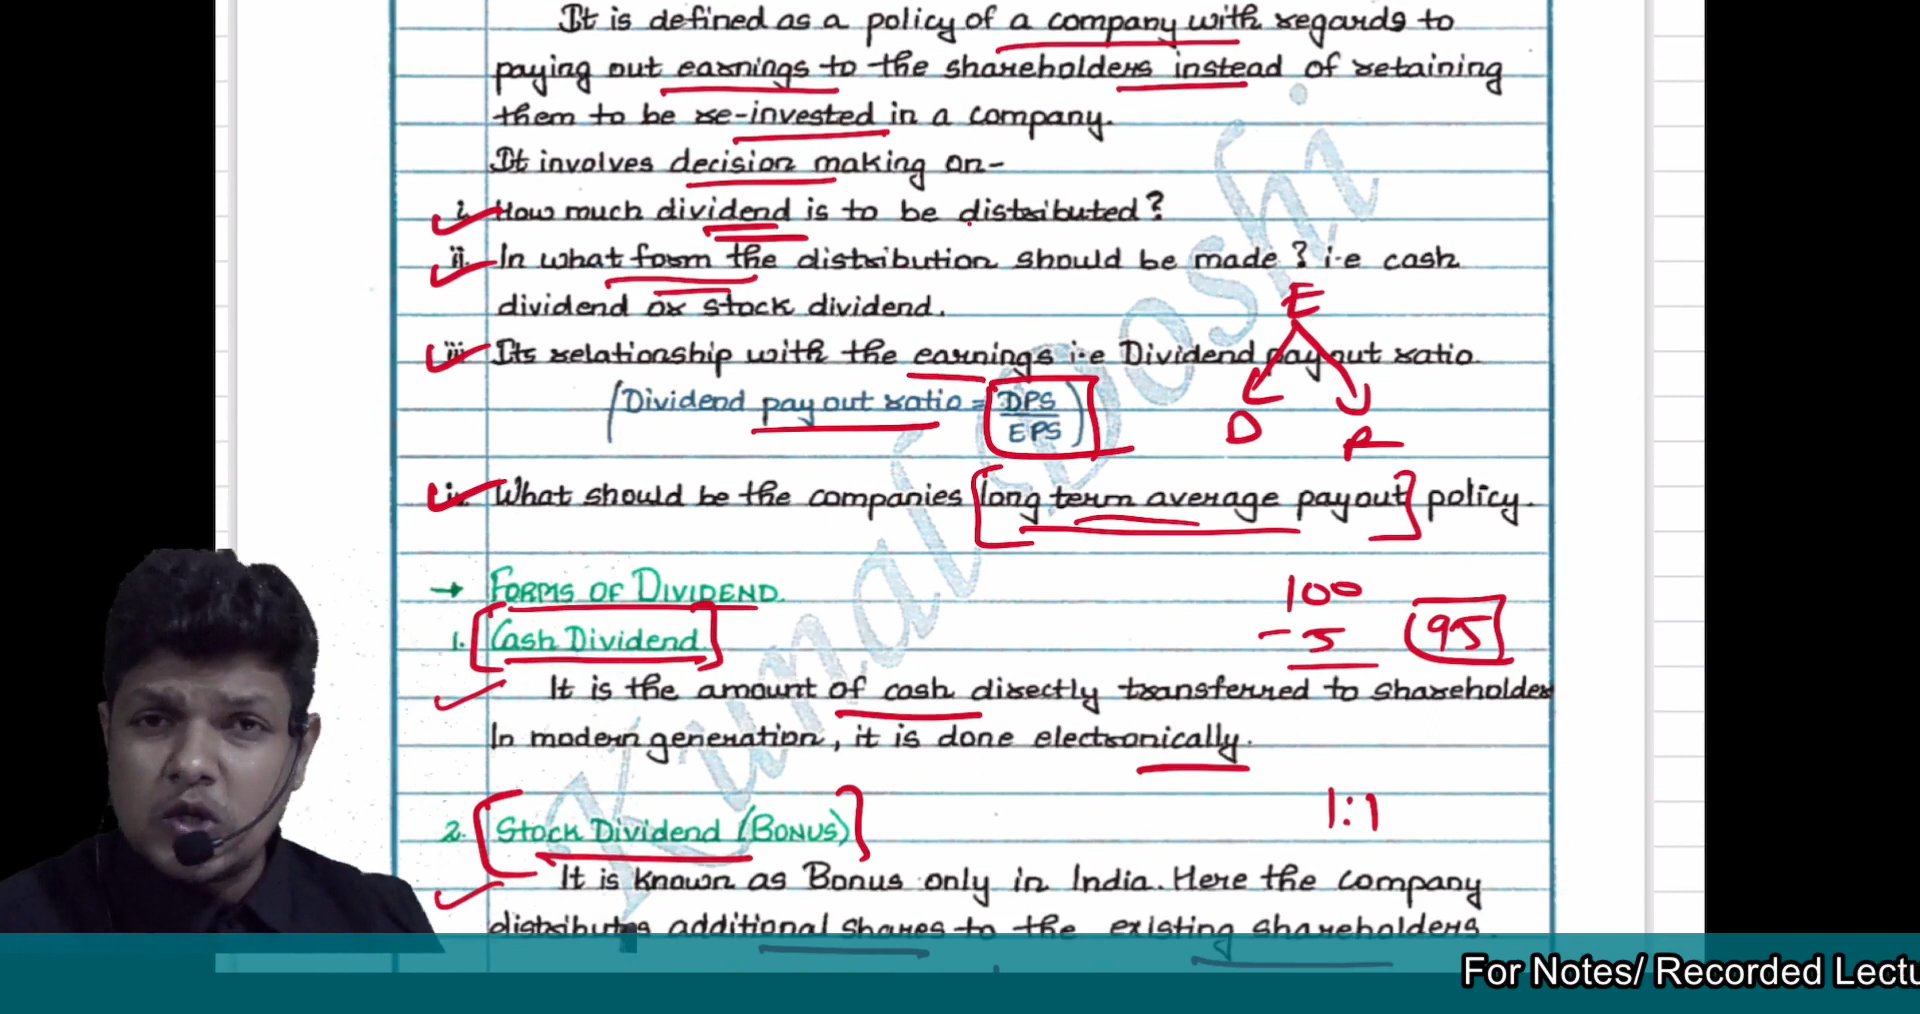 It is defined as a policy of a company with regards to
paying out earnings to the shareholders instead of retaining
them to be re-invested in a company.
It involves decision making on-
i. How much dividend is to be distributed?
ii. In what form the distribution should be made? i.e cash
dividend or stock dividend.
E
iii. Its relationship with the earnings i.e Dividend payout ratio
(Dividend pay out ratio = DPS
EPS)
D R
iv. What should be the companies [long term average payout] policy.
→ FORMS OF DIVIDEND.
100
1. Cash Dividend.
- 5 95
It is the amount of cash directly transferred to shareholder
In modern generation, it is done electronically.
1:1
2. Stock Dividend (BONUS)
It is known as Bonus only in India. Here the company
distributes additional shares to the existing shareholders.
Kunal Doshi
For Notes/ Recorded Lectu